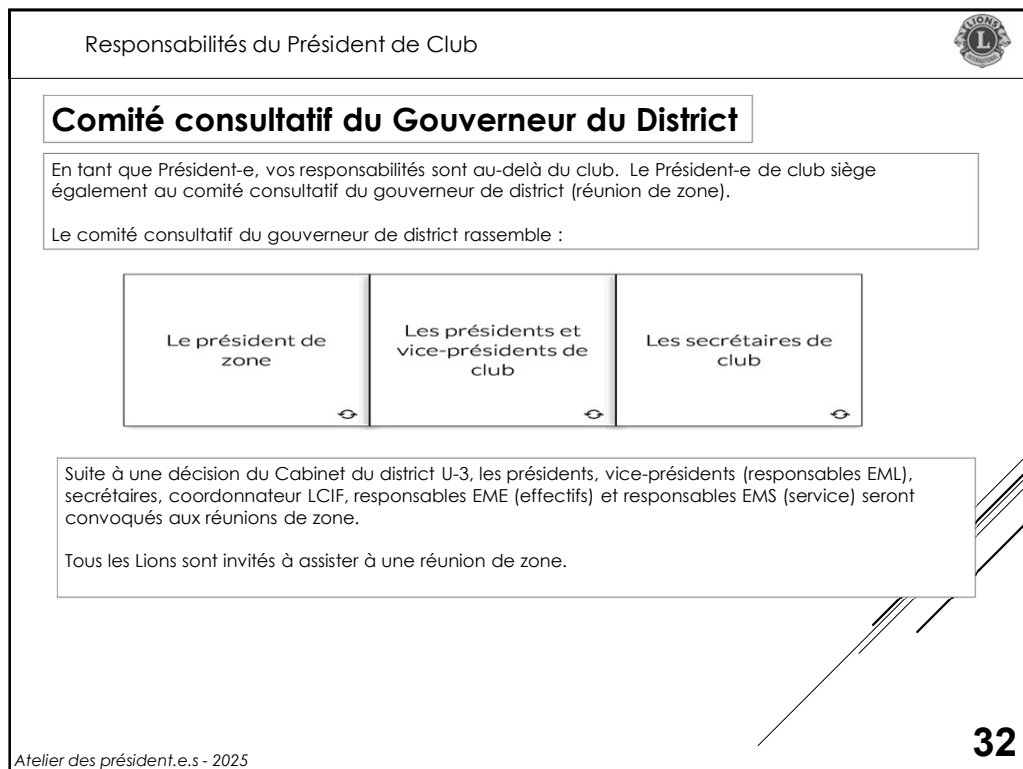 Responsabilités du Président de Club
LIONS
L
INTERNATIONAL
Comité consultatif du Gouverneur du District
En tant que Président-e, vos responsabilités sont au-delà du club. Le Président-e de club siège
également au comité consultatif du gouverneur de district (réunion de zone).
Le comité consultatif du gouverneur de district rassemble :
Le président de
zone
Les présidents et
vice-présidents de
club
Les secrétaires de
club
Suite à une décision du Cabinet du district U-3, les présidents, vice-présidents (responsables EML),
secrétaires, coordonnateur LCIF, responsables EME (effectifs) et responsables EMS (service) seront
convoqués aux réunions de zone.
Tous les Lions sont invités à assister à une réunion de zone.
Atelier des président.e.s - 2025
32